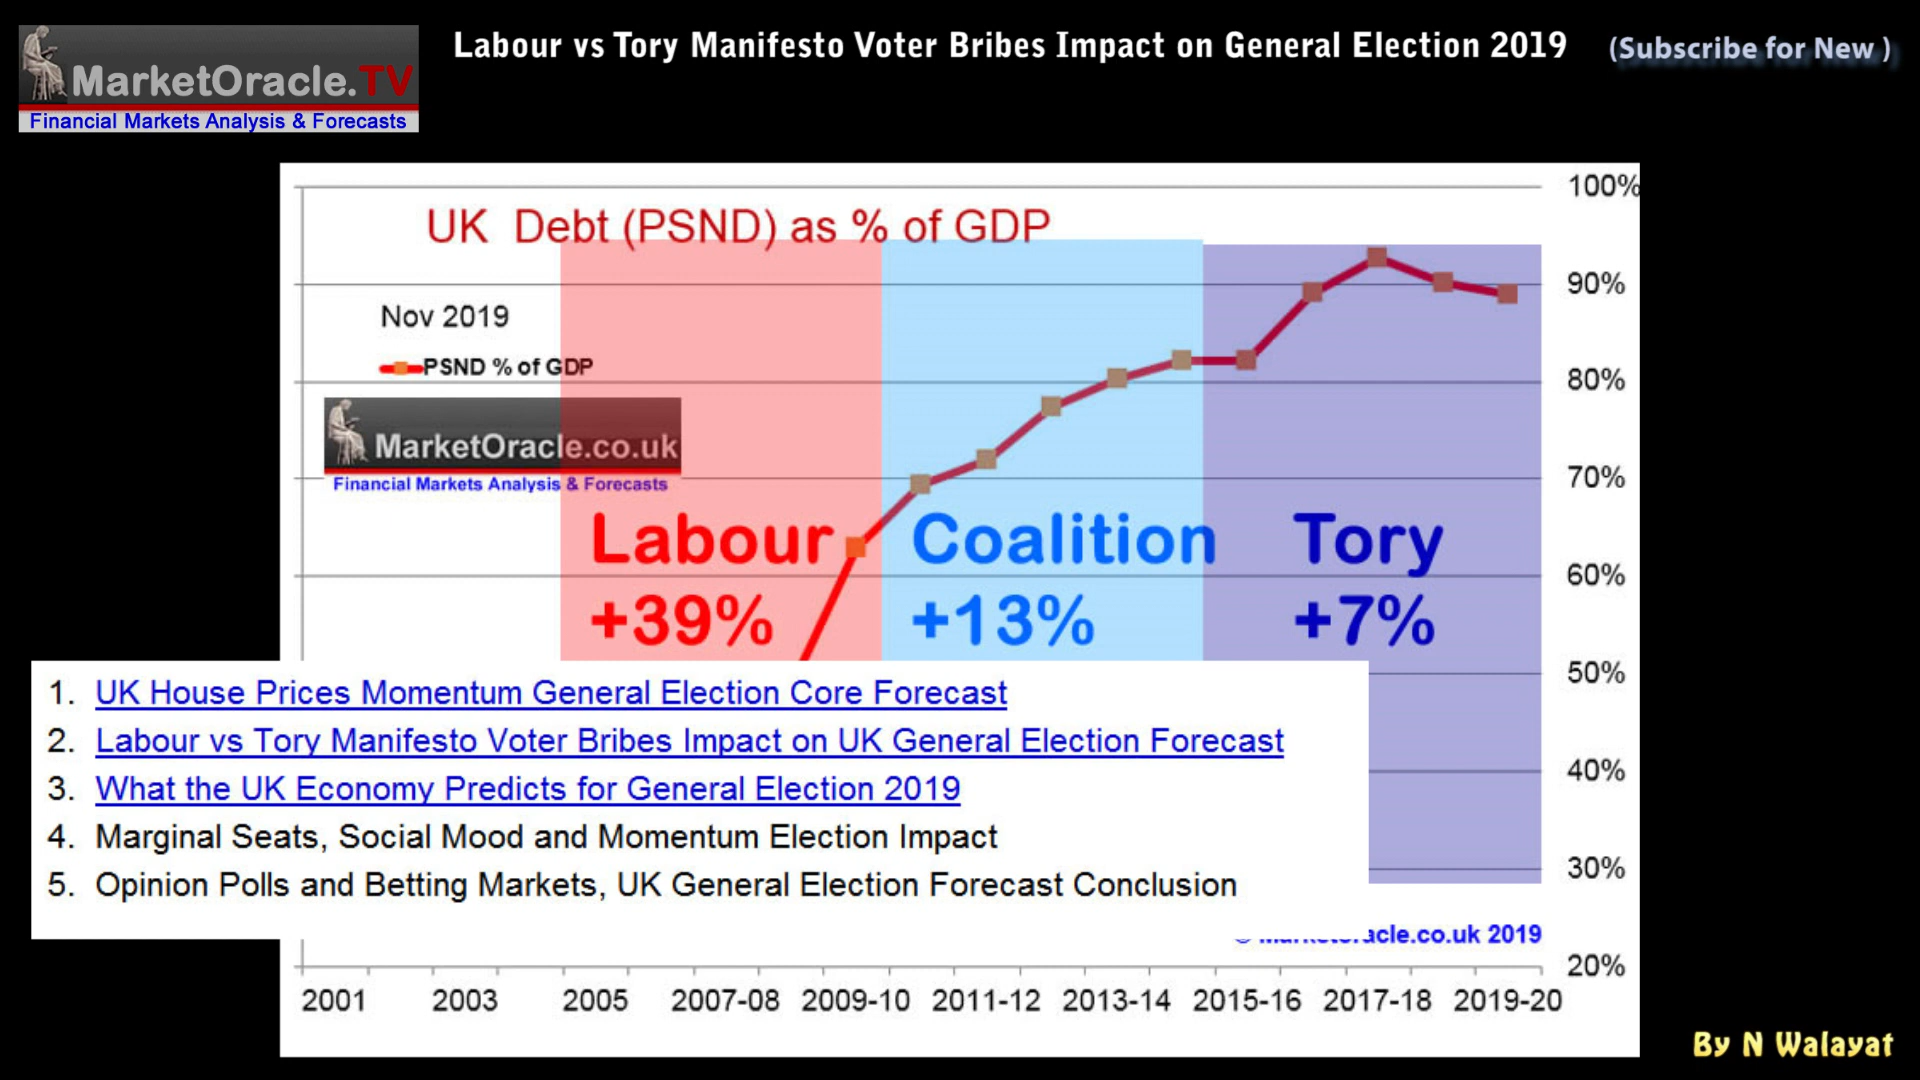 MarketOracle.TV
Financial Markets Analysis & Forecasts
Labour vs Tory Manifesto Voter Bribes Impact on General Election 2019 (Subscribe for New )
UK Debt (PSND) as % of GDP
Nov 2019
PSND % of GDP
MarketOracle.co.uk
Financial Markets Analysis & Forecasts
Labour
+39%
Coalition
+13%
Tory
+7%
100%
90%
80%
70%
60%
50%
40%
30%
20%
1. UK House Prices Momentum General Election Core Forecast
2. Labour vs Tory Manifesto Voter Bribes Impact on UK General Election Forecast
3. What the UK Economy Predicts for General Election 2019
4. Marginal Seats, Social Mood and Momentum Election Impact
5. Opinion Polls and Betting Markets, UK General Election Forecast Conclusion
acle.co.uk 2019
2001 2003 2005 2007-08 2009-10 2011-12 2013-14 2015-16 2017-18 2019-20
By N Walayat